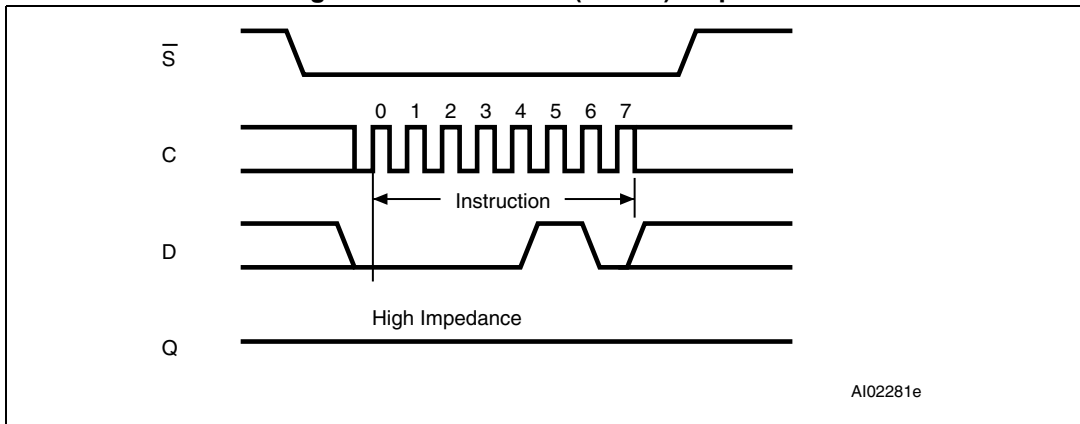 S̅
0 1 2 3 4 5 6 7
C
Instruction
D
High Impedance
Q
AI02281e